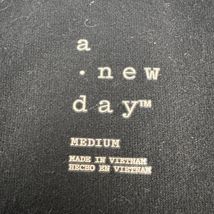 a
· new
day™
MEDIUM
MADE IN VIETNAM
HECHO EN VIETNAM